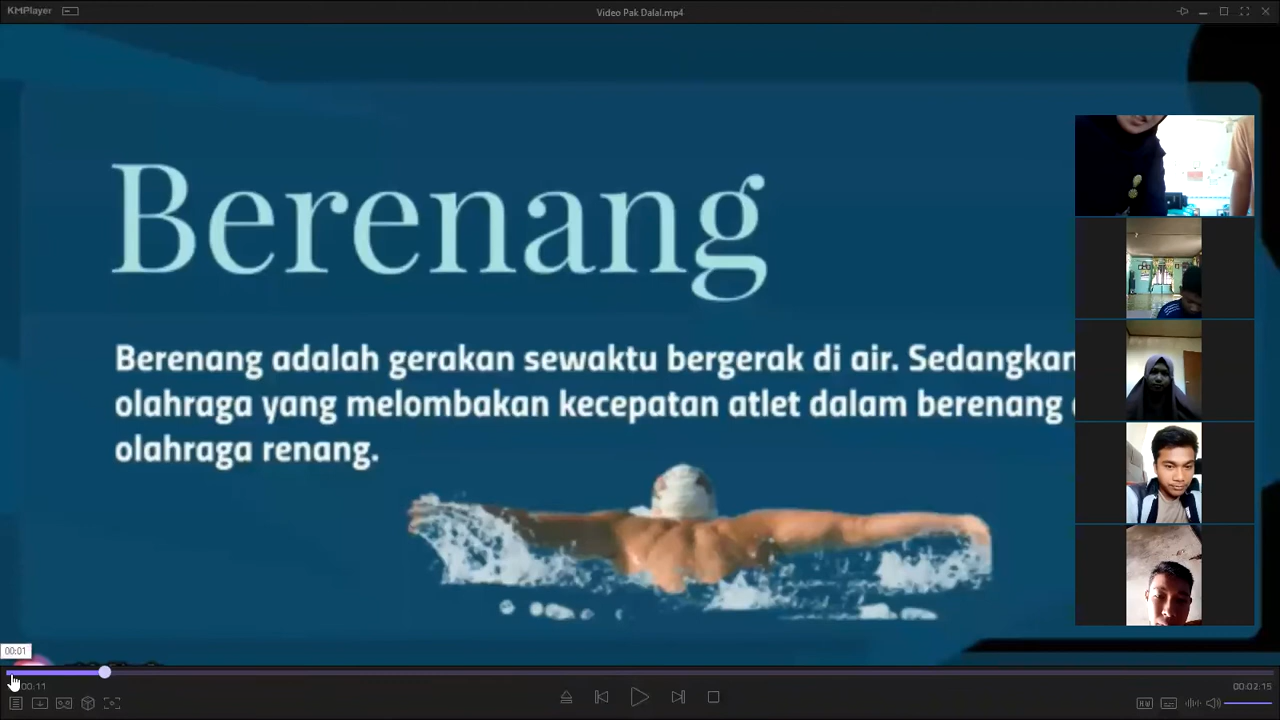 KMPlayer
Video Pak Dalal.mp4
Berenang
Berenang adalah gerakan sewaktu bergerak di air. Sedangkan
olahraga yang melombakan kecepatan atlet dalam berenang
olahraga renang.
00:01
00:11
00:02:15